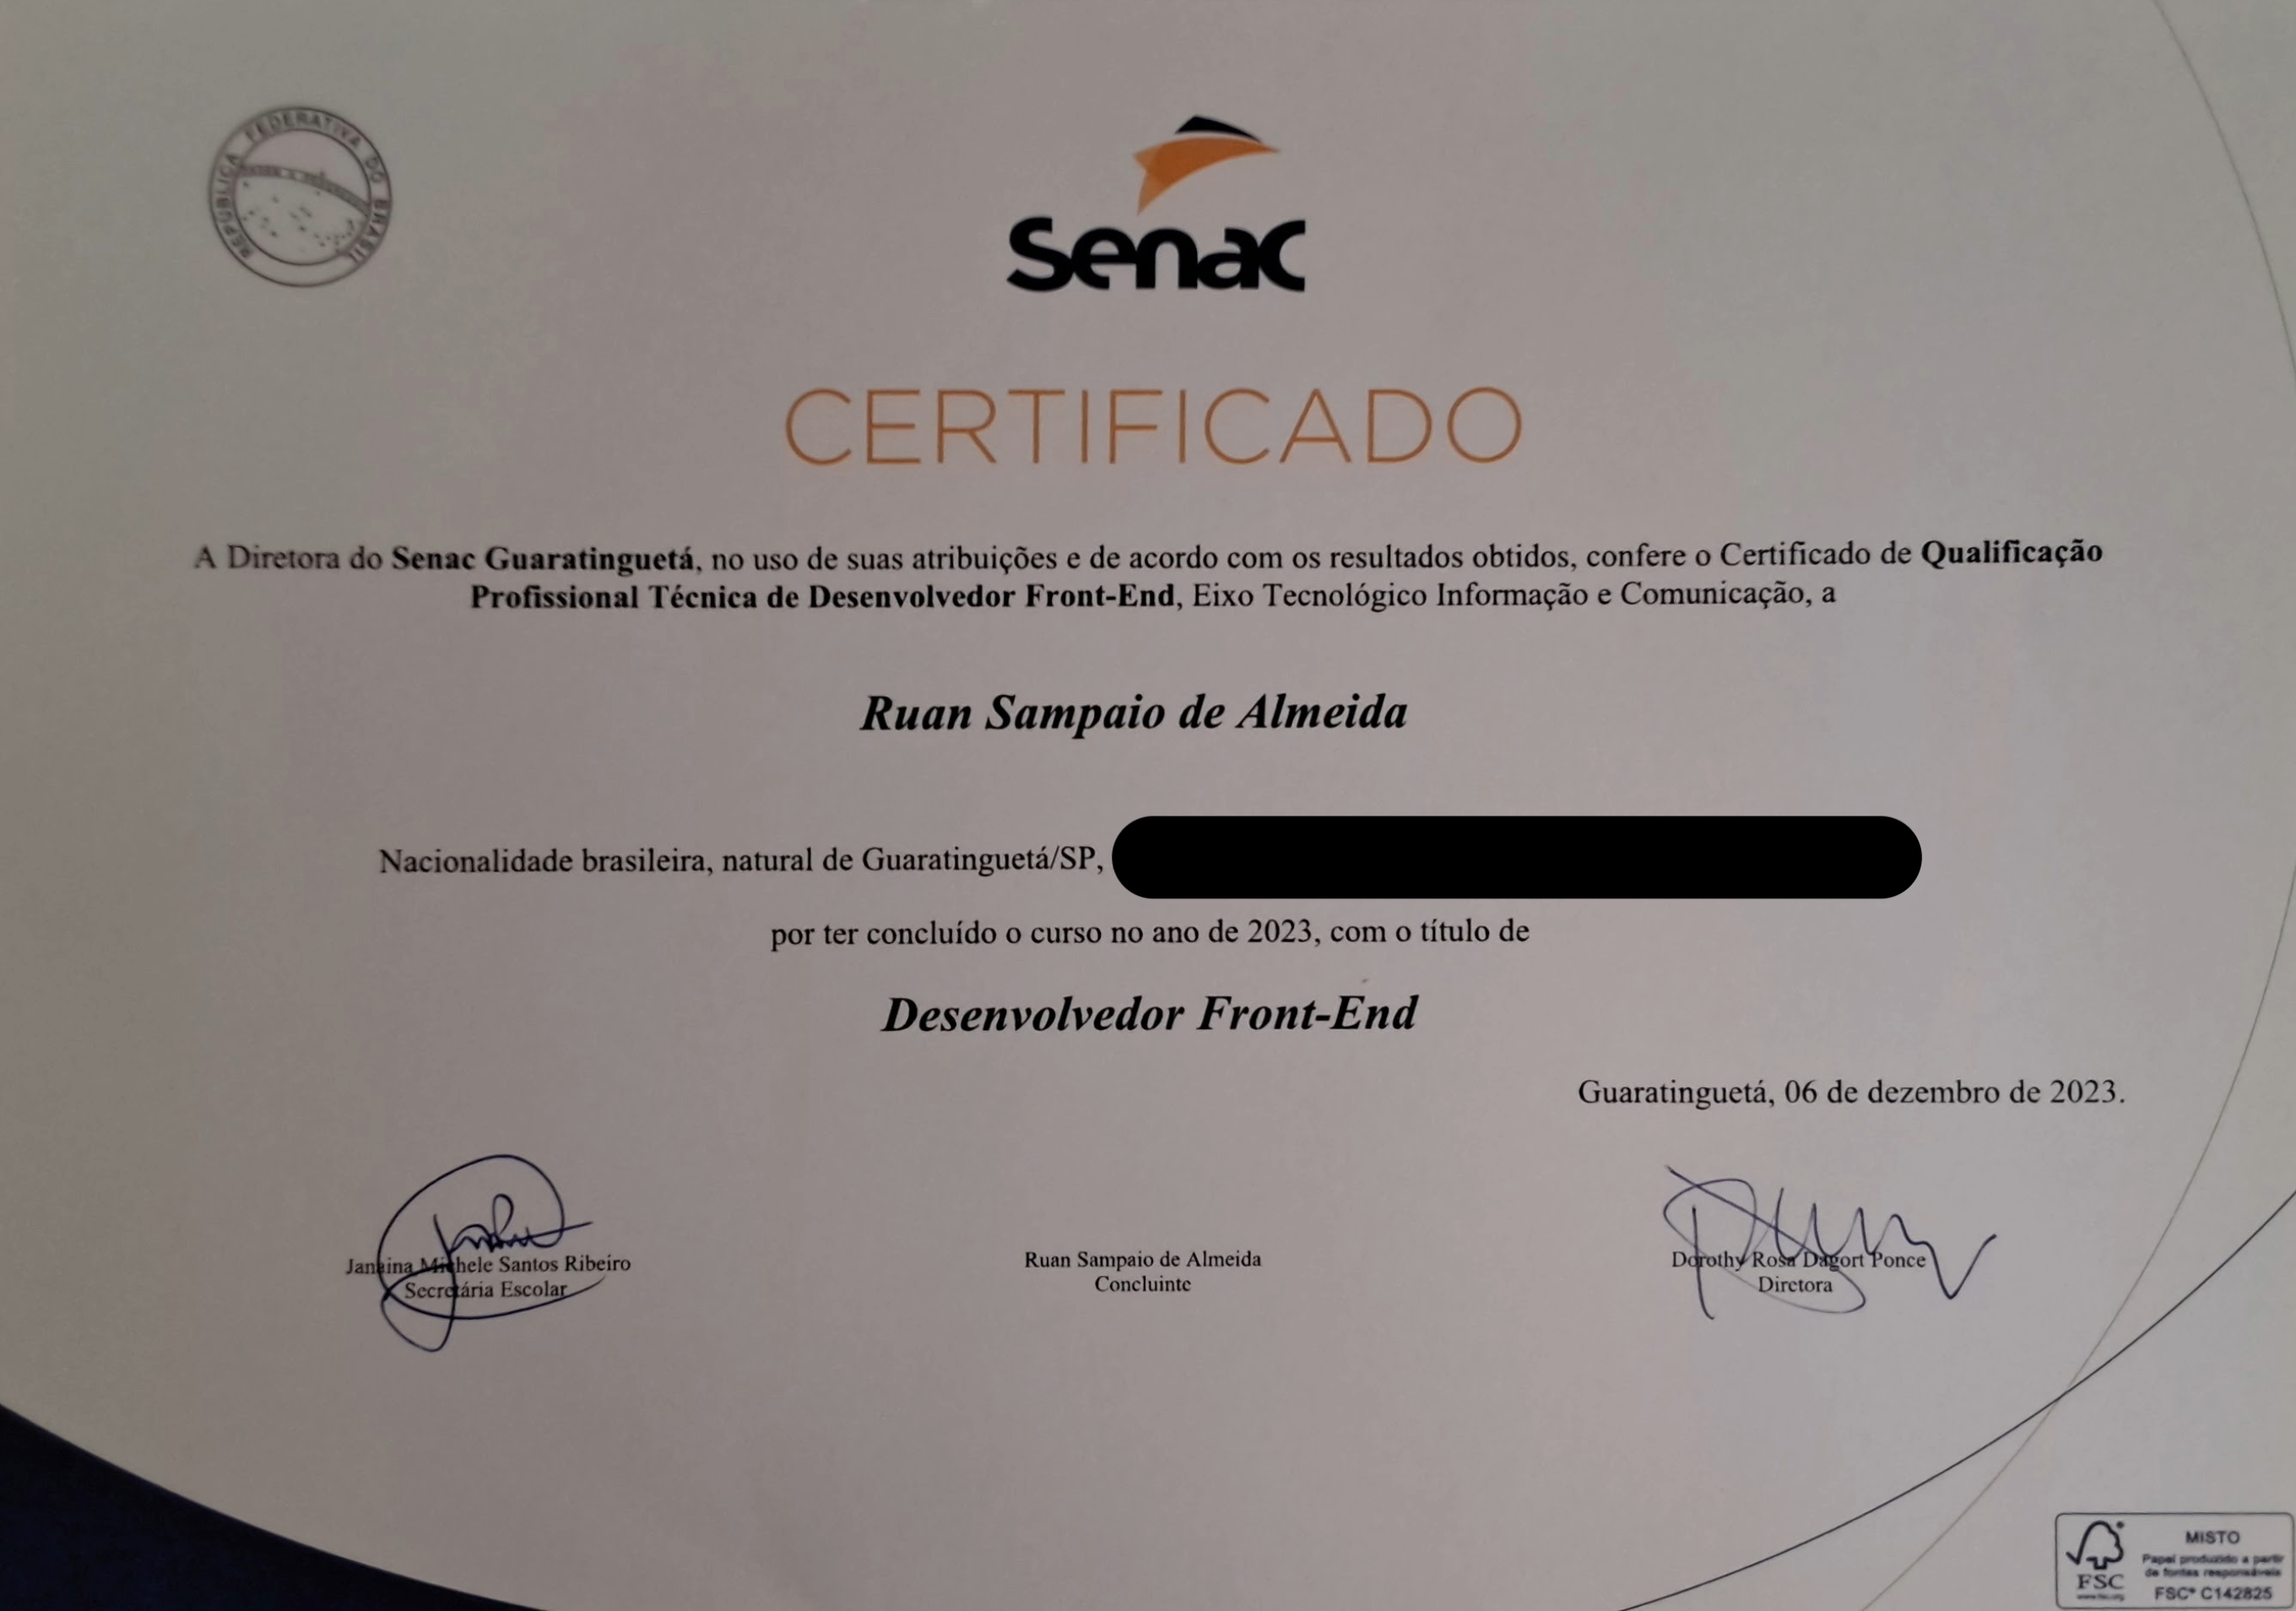 REPÚBLICA FEDERATIVA DO BRASIL
senac
CERTIFICADO
A Diretora do Senac Guaratinguetá, no uso de suas atribuições e de acordo com os resultados obtidos, confere o Certificado de Qualificação
Profissional Técnica de Desenvolvedor Front-End, Eixo Tecnológico Informação e Comunicação, a
Ruan Sampaio de Almeida
Nacionalidade brasileira, natural de Guaratinguetá/SP,
por ter concluído o curso no ano de 2023, com o título de
Desenvolvedor Front-End
Guaratinguetá, 06 de dezembro de 2023.
Janaina Michele Santos Ribeiro
Secretária Escolar
Ruan Sampaio de Almeida
Concluinte
Dorothy Rosa Dagort Ponce
Diretora
MISTO
Papel produzido a partir
de fontes responsáveis
FSC® C142825
FSC